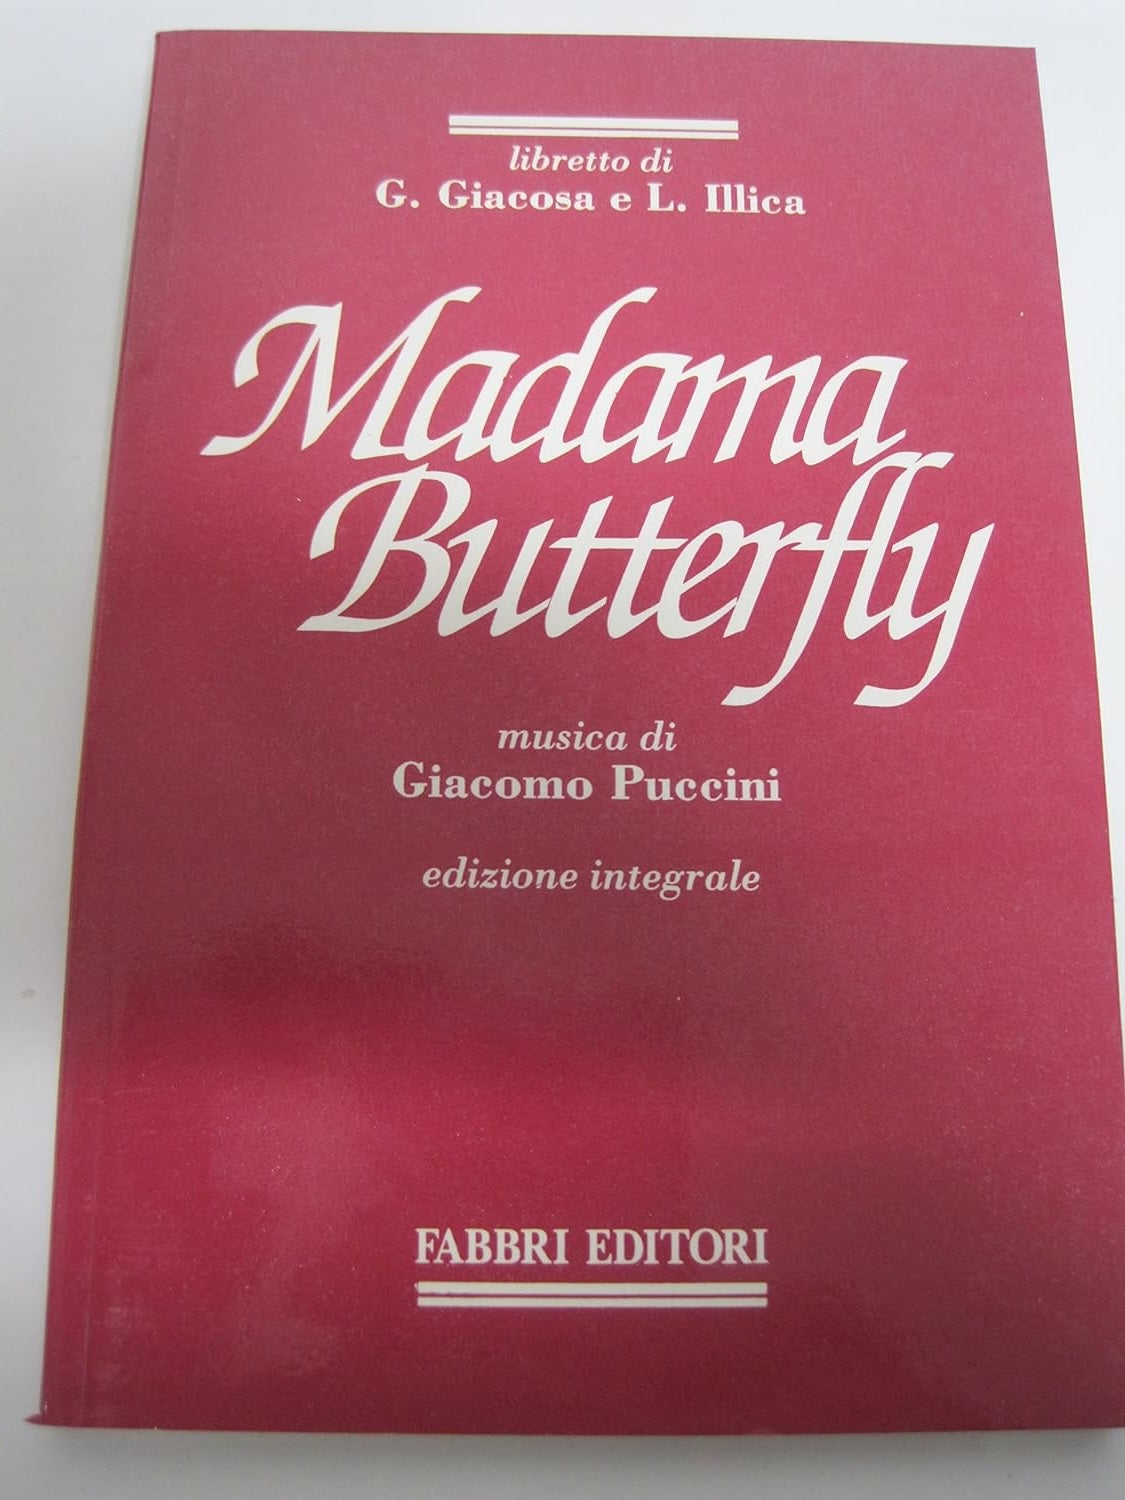 libretto di
G. Giacosa e L. Illica
Madama
Butterfly
musica di
Giacomo Puccini
edizione integrale
FABBRI EDITORI